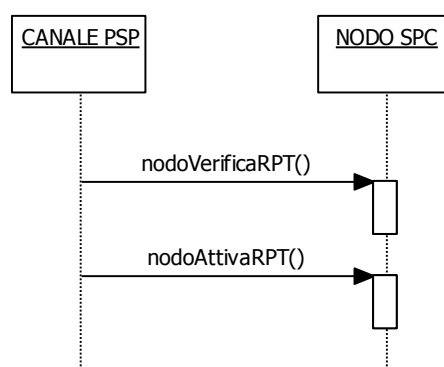 CANALE PSP
NODO SPC
nodoVerificaRPT()
nodoAttivaRPT()